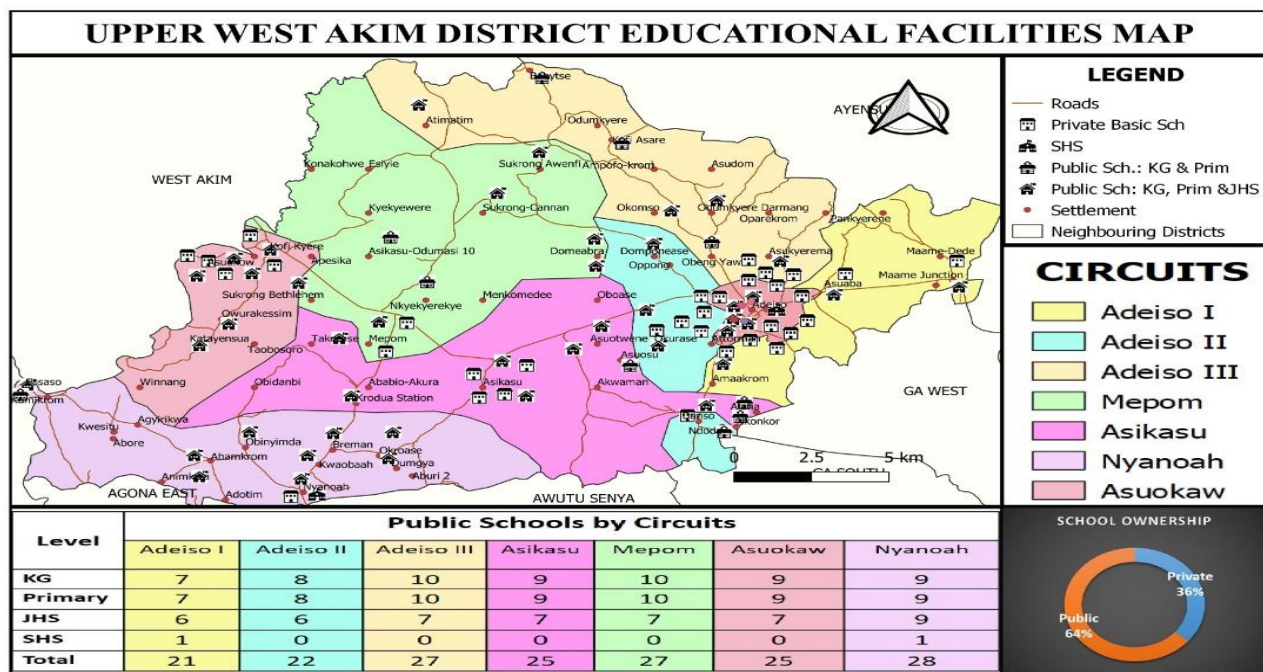 UPPER WEST AKIM DISTRICT EDUCATIONAL FACILITIES MAP
LEGEND
Roads
Private Basic Sch
SHS
Public Sch.: KG & Prim
Public Sch: KG, Prim &JHS
Settlement
Neighbouring Districts
CIRCUITS
Adeiso I
Adeiso II
Adeiso III
Mepom
Asikasu
Nyanoah
Asuokaw
AYENSU
Atimatim
Odumkyere
Kofi Asare
WEST AKIM
Konakohwe Esiyie
Sukrong Awenfi
Ampofo-krom
Asudom
Kyekyewere
Sukrong-Cannan
Okomso
Odumkyere Darmang
Oparekrom
Pankyerene
Kofi-Kyere
Asuokaw
Apesika
Asikasu-Odumasi 10
Domeabra
Domponease
Oppong
Obeng Yaw
Asukyerema
Maame-Dede
Maame Junction
Asuaba
Sukrong Bethlehem
Owurakessim
Nkyekyerekye
Menkomedee
Oboase
Adeiso
Katayensua
Taobosoro
Mepom
Asuotwene
Okurase
Asuosu
GA WEST
Winnang
Obidanbi
Ababio-Akura
Asikasu
Akwaman
Amaakrom
Krodua Station
Kwesitu
Agykrikwa
Abore
Obinyimda
Breman
Okroase
Abamkrom
Kwaobaah
Dumgya
Aburi 2
Nyanoah
Adotim
AGONA EAST
AWUTU SENYA
0 2.5 5 km
GA SOUTH
Level
Public Schools by Circuits
Adeiso I Adeiso II Adeiso III Asikasu Mepom Asuokaw Nyanoah
KG 7 8 10 9 10 9 9
Primary 7 8 10 9 10 9 9
JHS 6 6 7 7 7 7 9
SHS 1 0 0 0 0 0 1
Total 21 22 27 25 27 25 28
SCHOOL OWNERSHIP
Private
36%
Public
64%